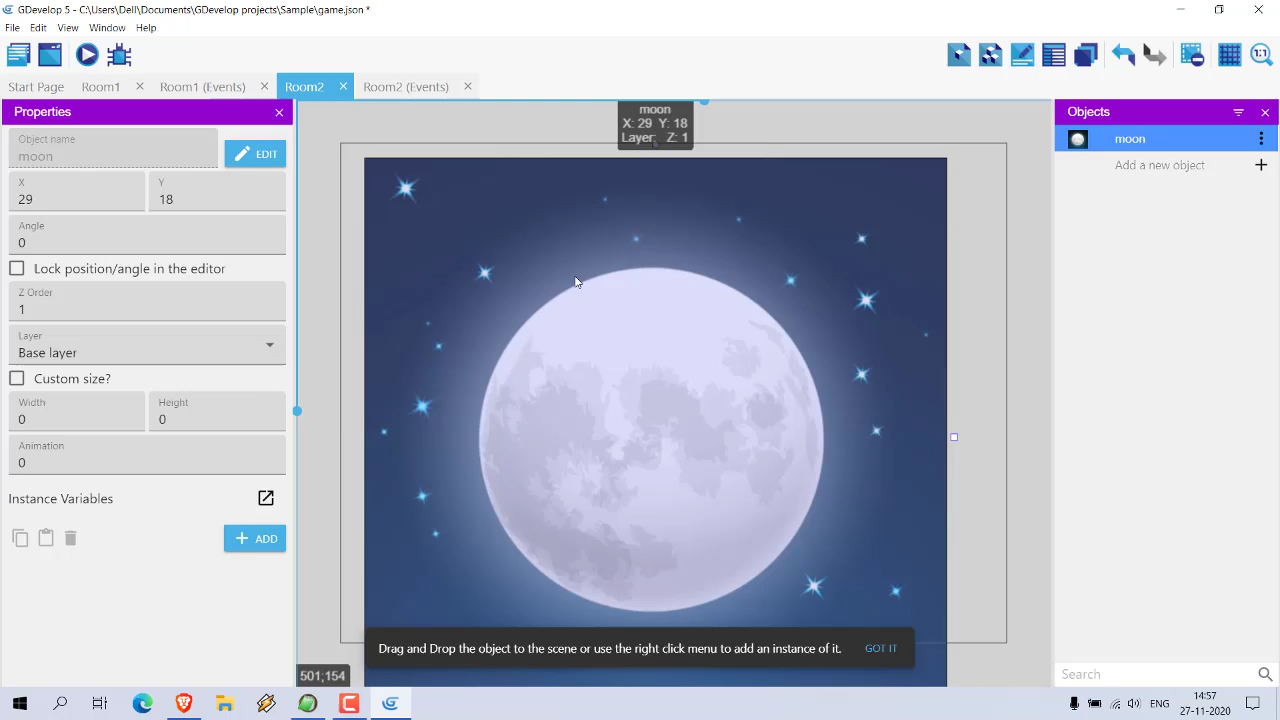 GDevelop 5 - C:\Users\Dell\Documents\GDevelop projects\Sample\game.json *
File Edit View Window Help
Start Page Room1 Room1 (Events) Room2 Room2 (Events)
Properties
Object name
moon
EDIT
X
29
Y
18
Angle
0
Lock position/angle in the editor
Z Order
1
Layer
Base layer
Custom size?
Width
0
Height
0
Animation
0
Instance Variables
ADD
moon
X: 29 Y: 18
Layer: Z: 1
501;154
Drag and Drop the object to the scene or use the right click menu to add an instance of it. GOT IT
Objects
moon
Add a new object
Search
1:1
14:57
27-11-2020